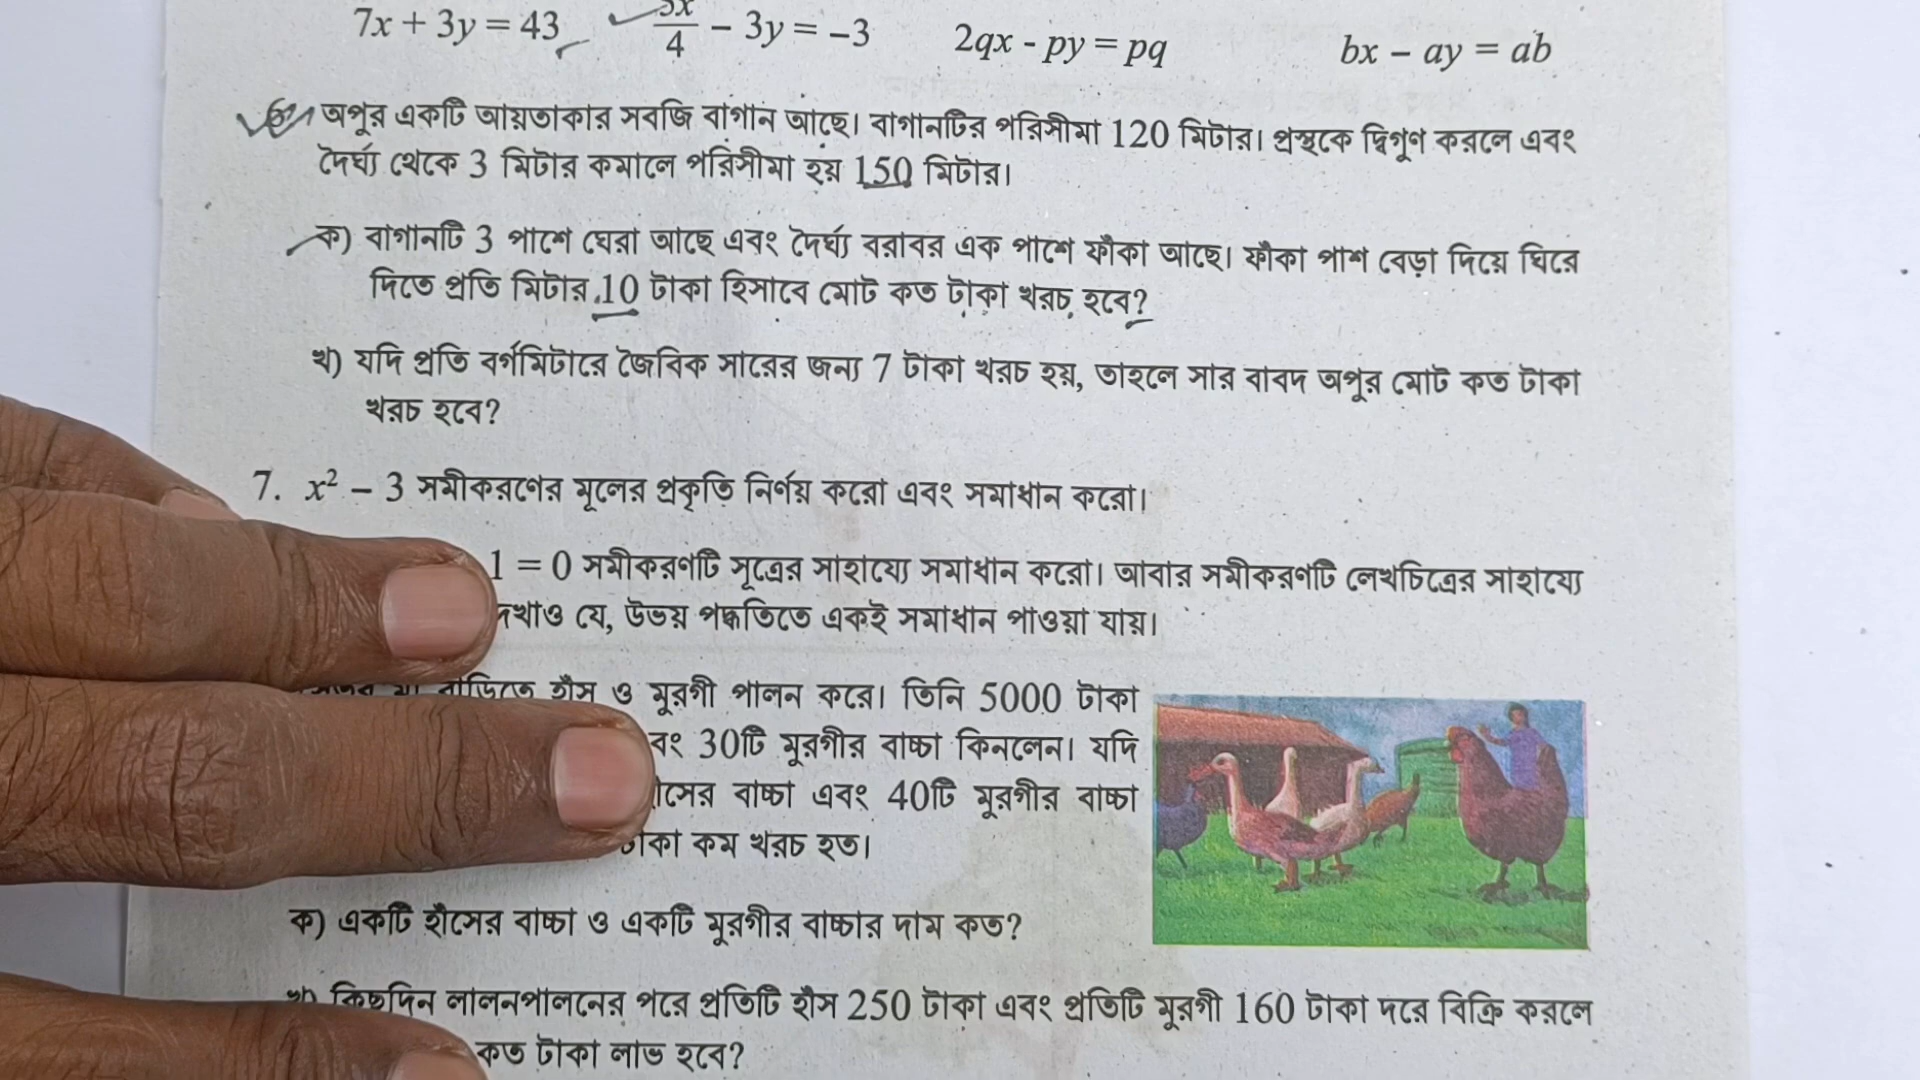 7x + 3y = 43 x/4 − 3y = −3 2qx - py = pq bx − ay = ab
6. অপুর একটি আয়তাকার সবজি বাগান আছে। বাগানটির পরিসীমা 120 মিটার। প্রস্থকে দ্বিগুণ করলে এবং
দৈর্ঘ্য থেকে 3 মিটার কমালে পরিসীমা হয় 150 মিটার।
ক) বাগানটি 3 পাশে ঘেরা আছে এবং দৈর্ঘ্য বরাবর এক পাশে ফাঁকা আছে। ফাঁকা পাশ বেড়া দিয়ে ঘিরে
দিতে প্রতি মিটার 10 টাকা হিসাবে মোট কত টাকা খরচ হবে?
খ) যদি প্রতি বর্গমিটারে জৈবিক সারের জন্য 7 টাকা খরচ হয়, তাহলে সার বাবদ অপুর মোট কত টাকা
খরচ হবে?
7. x² − 3 সমীকরণের মূলের প্রকৃতি নির্ণয় করো এবং সমাধান করো।
1 = 0 সমীকরণটি সূত্রের সাহায্যে সমাধান করো। আবার সমীকরণটি লেখচিত্রের সাহায্যে
যে, উভয় পদ্ধতিতে একই সমাধান পাওয়া যায়।
হাঁস ও মুরগী পালন করে। তিনি 5000 টাকা
30টি মুরগীর বাচ্চা কিনলেন। যদি
বাচ্চা এবং 40টি মুরগীর বাচ্চা
কম খরচ হত।
ক) একটি হাঁসের বাচ্চা ও একটি মুরগীর বাচ্চার দাম কত?
খ) কিছুদিন লালনপালনের পরে প্রতিটি হাঁস 250 টাকা এবং প্রতিটি মুরগী 160 টাকা দরে বিক্রি করলে
কত টাকা লাভ হবে?